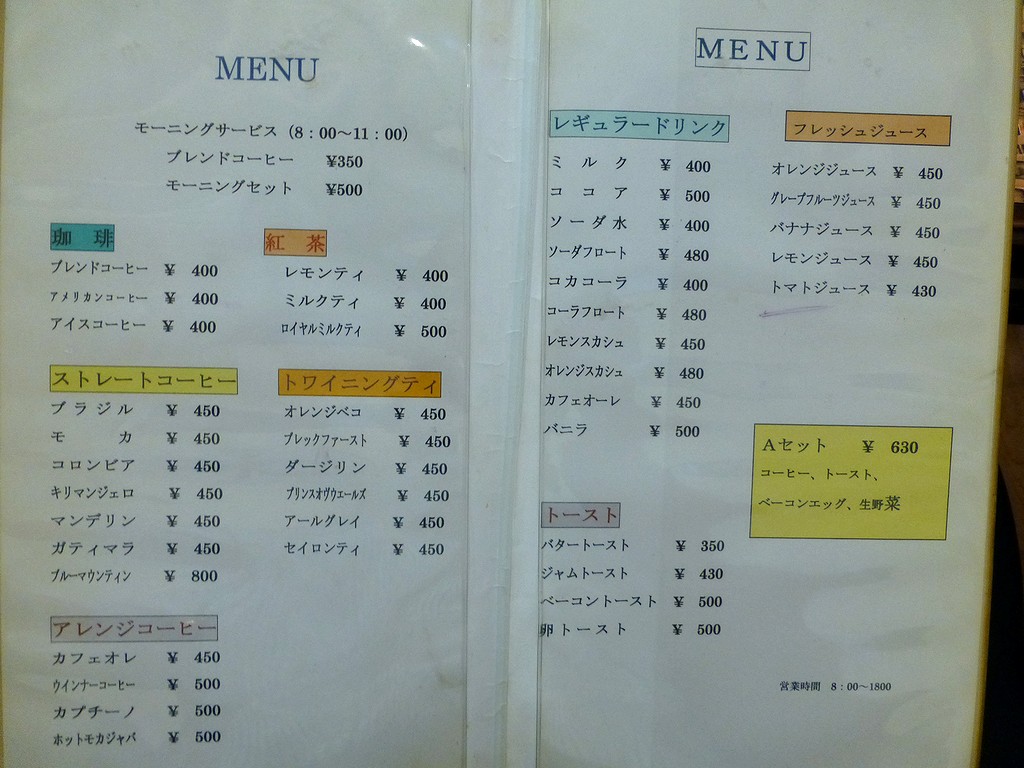 MENU
モーニングサービス（8：00〜11：00）
ブレンドコーヒー ¥350
モーニングセット ¥500
珈 琲
ブレンドコーヒー ¥ 400
アメリカンコーヒー ¥ 400
アイスコーヒー ¥ 400
紅 茶
レモンティ ¥ 400
ミルクティ ¥ 400
ロイヤルミルクティ ¥ 500
ストレートコーヒー
ブラジル ¥ 450
モ カ ¥ 450
コロンビア ¥ 450
キリマンジェロ ¥ 450
マンデリン ¥ 450
ガティマラ ¥ 450
ブルーマウンティン ¥ 800
トワイニングティ
オレンジペコ ¥ 450
ブレックファースト ¥ 450
ダージリン ¥ 450
プリンスオヴウエールズ ¥ 450
アールグレイ ¥ 450
セイロンティ ¥ 450
アレンジコーヒー
カフェオレ ¥ 450
ウインナーコーヒー ¥ 500
カプチーノ ¥ 500
ホットモカジャバ ¥ 500
MENU
レギュラードリンク
ミ ル ク ¥ 400
コ コ ア ¥ 500
ソーダ水 ¥ 400
ソーダフロート ¥ 480
コカコーラ ¥ 400
コーラフロート ¥ 480
レモンスカシュ ¥ 450
オレンジスカシュ ¥ 480
カフェオーレ ¥ 450
バニラ ¥ 500
フレッシュジュース
オレンジジュース ¥ 450
グレープフルーツジュース ¥ 450
バナナジュース ¥ 450
レモンジュース ¥ 450
トマトジュース ¥ 430
Aセット ¥ 630
コーヒー、トースト、
ベーコンエッグ、生野菜
トースト
バタートースト ¥ 350
ジャムトースト ¥ 430
ベーコントースト ¥ 500
卵トースト ¥ 500
営業時間 8：00〜1800